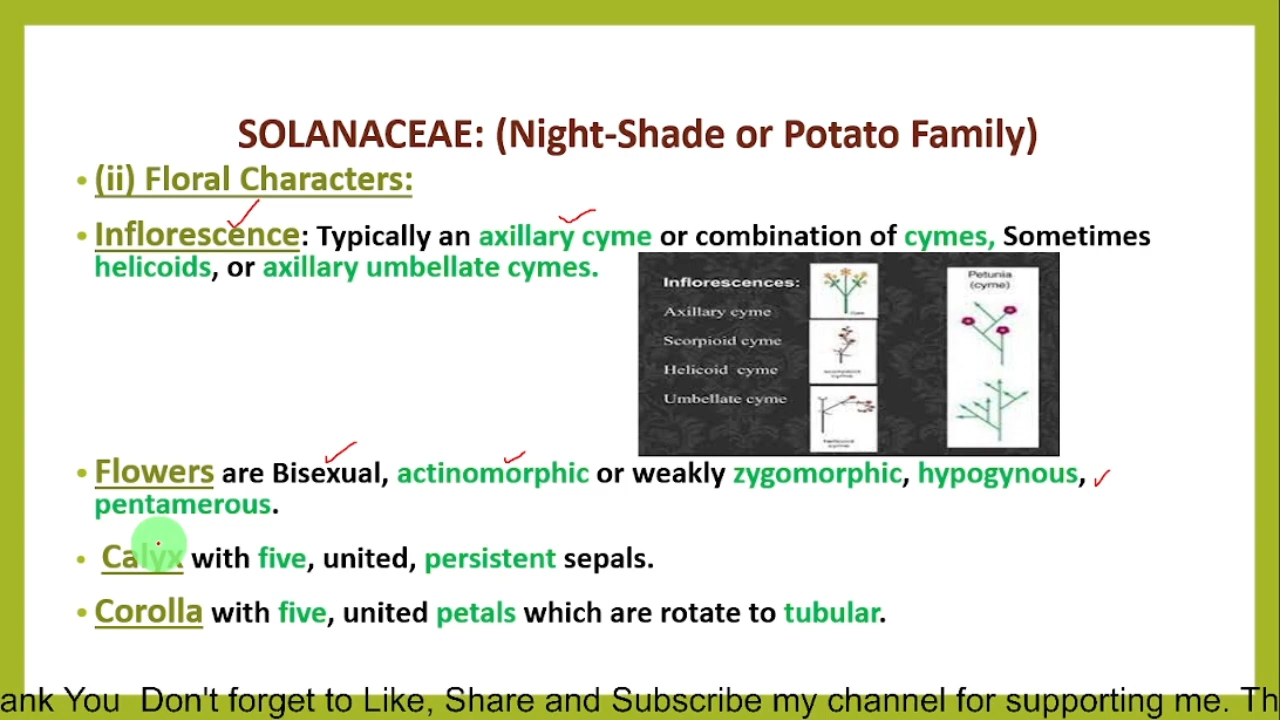 SOLANACEAE: (Night-Shade or Potato Family)
• (ii) Floral Characters:
• Inflorescence: Typically an axillary cyme or combination of cymes, Sometimes
helicoids, or axillary umbellate cymes.
Inflorescences:
Axillary cyme
Scorpioid cyme
Helicoid cyme
Umbellate cyme
Petunia
(cyme)
• Flowers are Bisexual, actinomorphic or weakly zygomorphic, hypogynous,
pentamerous.
• Calyx with five, united, persistent sepals.
• Corolla with five, united petals which are rotate to tubular.
ank You Don't forget to Like, Share and Subscribe my channel for supporting me. Th